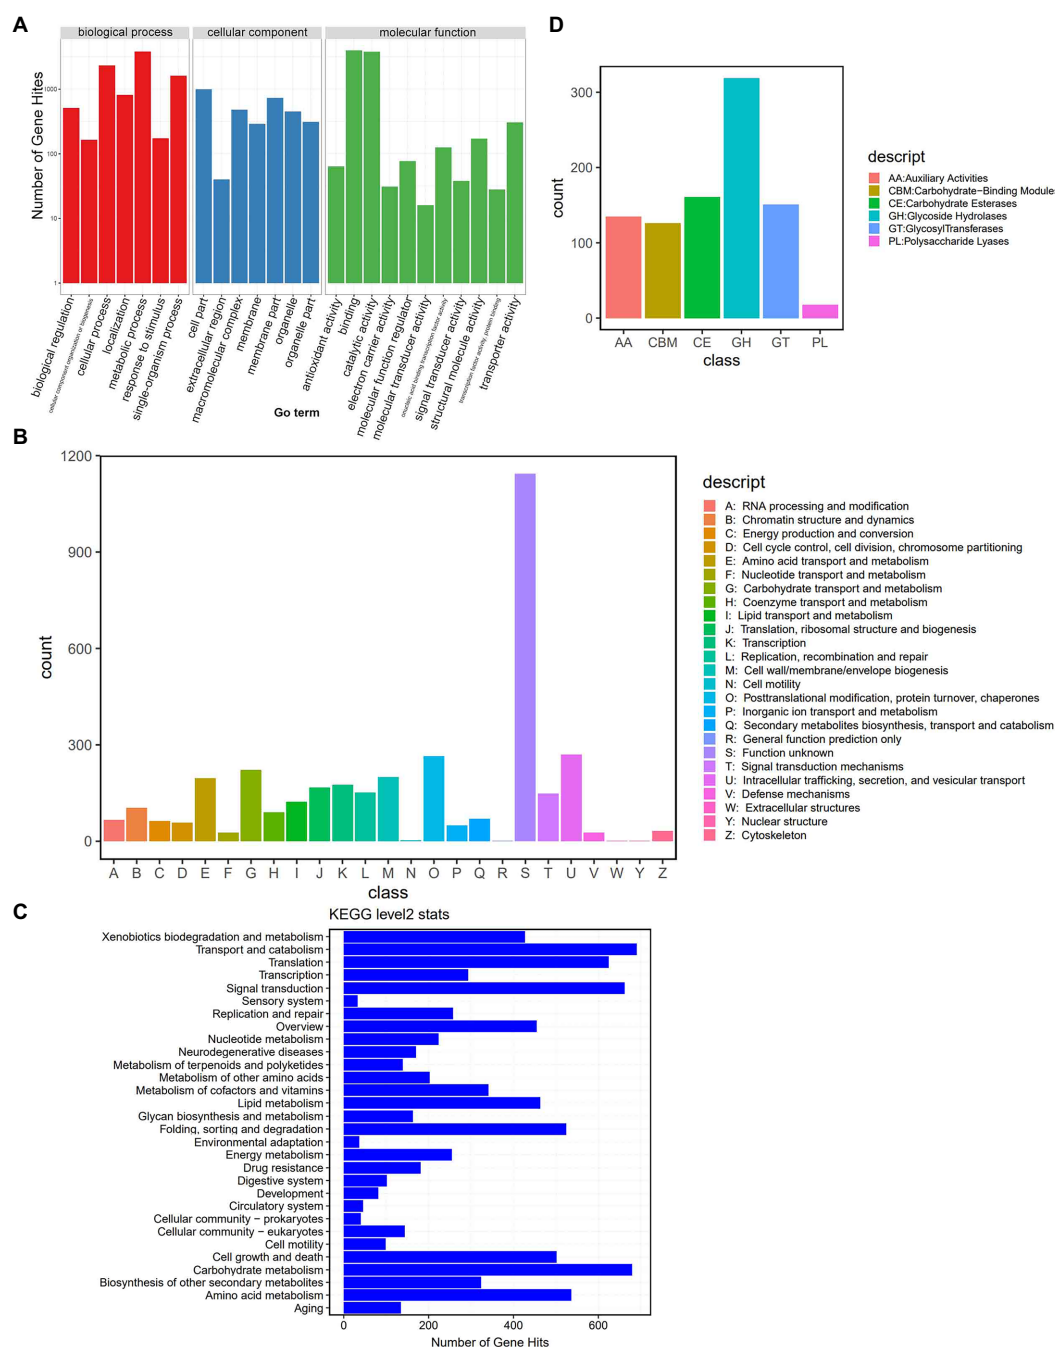 A
biological process
cellular component
molecular function
Number of Gene Hites
1000
100
10
1
biological regulation
cellular component organization or biogenesis
cellular process
localization
metabolic process
response to stimulus
single-organism process
cell part
extracellular region
macromolecular complex
membrane
membrane part
organelle
organelle part
antioxidant activity
binding
catalytic activity
electron carrier activity
molecular function regulator
molecular transducer activity
nucleic acid binding transcription factor activity
signal transducer activity
structural molecule activity
transcription factor activity, protein binding
transporter activity
Go term
D
count
300
200
100
0
AA CBM CE GH GT PL
class
descript
AA:Auxiliary Activities
CBM:Carbohydrate−Binding Modules
CE:Carbohydrate Esterases
GH:Glycoside Hydrolases
GT:GlycosylTransferases
PL:Polysaccharide Lyases
B
count
1200
900
600
300
0
A B C D E F G H I J K L M N O P Q R S T U V W Y Z
class
descript
A: RNA processing and modification
B: Chromatin structure and dynamics
C: Energy production and conversion
D: Cell cycle control, cell division, chromosome partitioning
E: Amino acid transport and metabolism
F: Nucleotide transport and metabolism
G: Carbohydrate transport and metabolism
H: Coenzyme transport and metabolism
I: Lipid transport and metabolism
J: Translation, ribosomal structure and biogenesis
K: Transcription
L: Replication, recombination and repair
M: Cell wall/membrane/envelope biogenesis
N: Cell motility
O: Posttranslational modification, protein turnover, chaperones
P: Inorganic ion transport and metabolism
Q: Secondary metabolites biosynthesis, transport and catabolism
R: General function prediction only
S: Function unknown
T: Signal transduction mechanisms
U: Intracellular trafficking, secretion, and vesicular transport
V: Defense mechanisms
W: Extracellular structures
Y: Nuclear structure
Z: Cytoskeleton
C
KEGG level2 stats
Xenobiotics biodegradation and metabolism
Transport and catabolism
Translation
Transcription
Signal transduction
Sensory system
Replication and repair
Overview
Nucleotide metabolism
Neurodegenerative diseases
Metabolism of terpenoids and polyketides
Metabolism of other amino acids
Metabolism of cofactors and vitamins
Lipid metabolism
Glycan biosynthesis and metabolism
Folding, sorting and degradation
Environmental adaptation
Energy metabolism
Drug resistance
Digestive system
Development
Circulatory system
Cellular community − prokaryotes
Cellular community − eukaryotes
Cell motility
Cell growth and death
Carbohydrate metabolism
Biosynthesis of other secondary metabolites
Amino acid metabolism
Aging
0 200 400 600
Number of Gene Hits